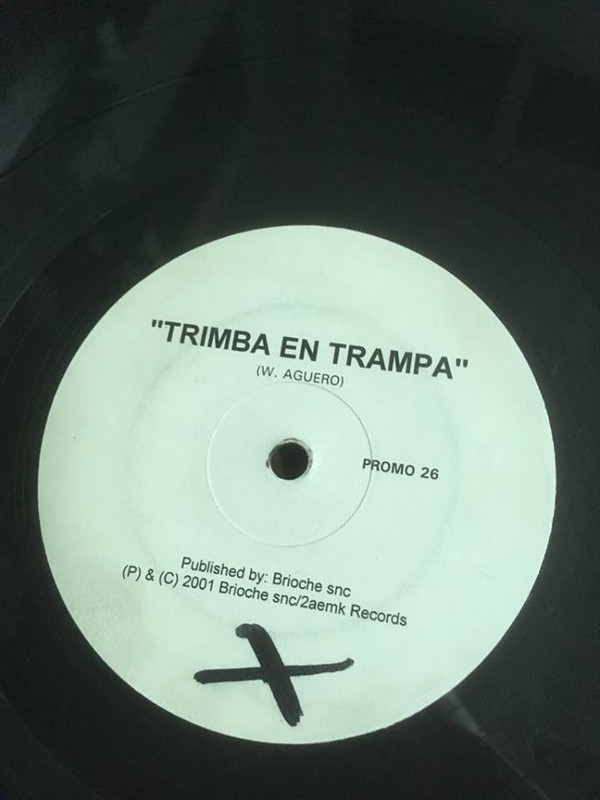 "TRIMBA EN TRAMPA"
(W. AGUERO)
PROMO 26
Published by: Brioche snc
(P) & (C) 2001 Brioche snc/2aemk Records